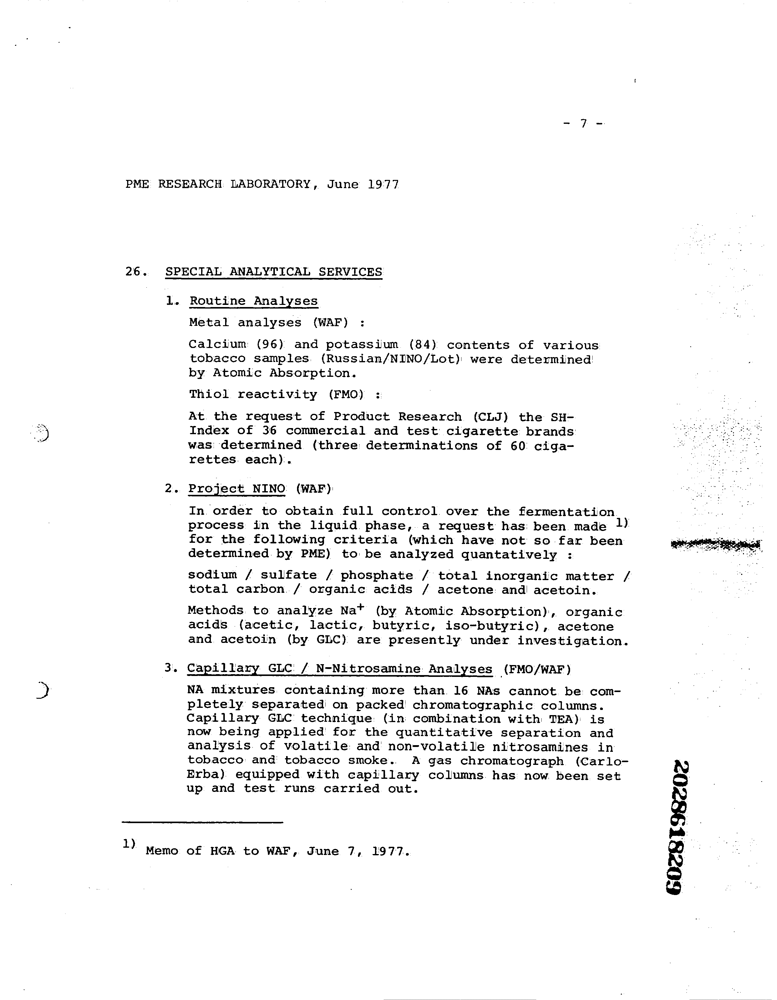 - 7 -
PME RESEARCH LABORATORY, June 1977
26. SPECIAL ANALYTICAL SERVICES
1. Routine Analyses
Metal analyses (WAF) :
Calcium (96) and potassium (84) contents of various
tobacco samples (Russian/NINO/Lot) were determined
by Atomic Absorption.
Thiol reactivity (FMO) :
At the request of Product Research (CLJ) the SH-
Index of 36 commercial and test cigarette brands
was determined (three determinations of 60 ciga-
rettes each).
2. Project NINO (WAF)
In order to obtain full control over the fermentation
process in the liquid phase, a request has been made 1)
for the following criteria (which have not so far been
determined by PME) to be analyzed quantatively :
sodium / sulfate / phosphate / total inorganic matter /
total carbon / organic acids / acetone and acetoin.
Methods to analyze Na+ (by Atomic Absorption), organic
acids (acetic, lactic, butyric, iso-butyric), acetone
and acetoin (by GLC) are presently under investigation.
3. Capillary GLC / N-Nitrosamine Analyses (FMO/WAF)
NA mixtures containing more than 16 NAs cannot be com-
pletely separated on packed chromatographic columns.
Capillary GLC technique (in combination with TEA) is
now being applied for the quantitative separation and
analysis of volatile and non-volatile nitrosamines in
tobacco and tobacco smoke. A gas chromatograph (Carlo-
Erba) equipped with capillary columns has now been set
up and test runs carried out.
1) Memo of HGA to WAF, June 7, 1977.
2028618209